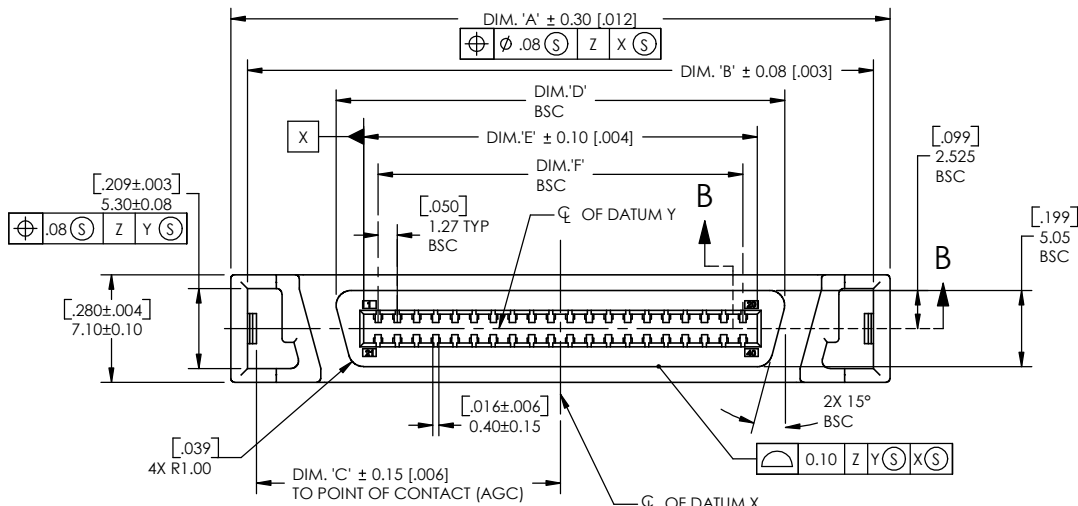 DIM. 'A' ± 0.30 [.012]
⌖ Ø .08 Ⓢ Z X Ⓢ
DIM. 'B' ± 0.08 [.003]
DIM.'D'
BSC
X
DIM.'E' ± 0.10 [.004]
[.099]
2.525
BSC
DIM.'F'
BSC
[.209±.003]
5.30±0.08
⌖ .08 Ⓢ Z Y Ⓢ
[.050]
1.27 TYP
BSC
℄ OF DATUM Y
B
[.199]
5.05
BSC
B
[.280±.004]
7.10±0.10
1
20
21
40
[.016±.006]
0.40±0.15
2X 15°
BSC
[.039]
4X R1.00
⌓ 0.10 Z Y Ⓢ X Ⓢ
DIM. 'C' ± 0.15 [.006]
TO POINT OF CONTACT (AGC)
℄ OF DATUM X